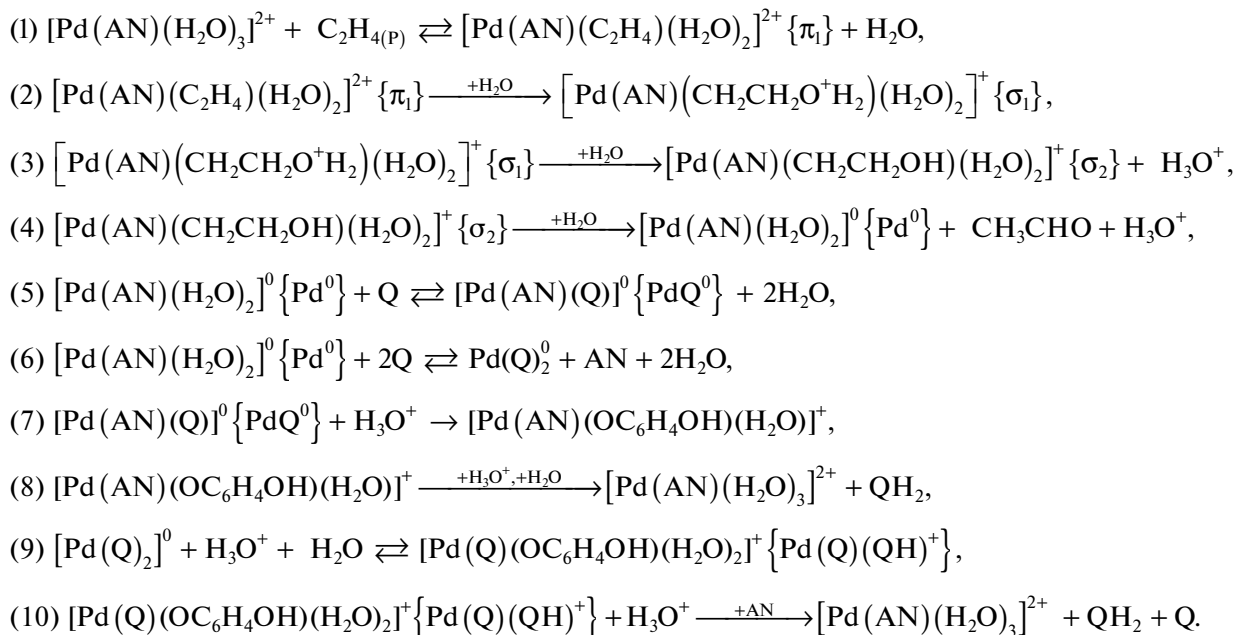 (1) [Pd(AN)(H₂O)₃]²⁺ + C₂H₄₍P₎ ⇄ [Pd(AN)(C₂H₄)(H₂O)₂]²⁺ {π₁} + H₂O,
(2) [Pd(AN)(C₂H₄)(H₂O)₂]²⁺ {π₁} —+H₂O→ [Pd(AN)(CH₂CH₂O⁺H₂)(H₂O)₂]⁺ {σ₁},
(3) [Pd(AN)(CH₂CH₂O⁺H₂)(H₂O)₂]⁺ {σ₁} —+H₂O→ [Pd(AN)(CH₂CH₂OH)(H₂O)₂]⁺ {σ₂} + H₃O⁺,
(4) [Pd(AN)(CH₂CH₂OH)(H₂O)₂]⁺ {σ₂} —+H₂O→ [Pd(AN)(H₂O)₂]⁰ {Pd⁰} + CH₃CHO + H₃O⁺,
(5) [Pd(AN)(H₂O)₂]⁰ {Pd⁰} + Q ⇄ [Pd(AN)(Q)]⁰ {PdQ⁰} + 2H₂O,
(6) [Pd(AN)(H₂O)₂]⁰ {Pd⁰} + 2Q ⇄ Pd(Q)₂⁰ + AN + 2H₂O,
(7) [Pd(AN)(Q)]⁰ {PdQ⁰} + H₃O⁺ → [Pd(AN)(OC₆H₄OH)(H₂O)]⁺,
(8) [Pd(AN)(OC₆H₄OH)(H₂O)]⁺ —+H₃O⁺,+H₂O→ [Pd(AN)(H₂O)₃]²⁺ + QH₂,
(9) [Pd(Q)₂]⁰ + H₃O⁺ + H₂O ⇄ [Pd(Q)(OC₆H₄OH)(H₂O)₂]⁺ {Pd(Q)(QH)⁺},
(10) [Pd(Q)(OC₆H₄OH)(H₂O)₂]⁺ {Pd(Q)(QH)⁺} + H₃O⁺ —+AN→ [Pd(AN)(H₂O)₃]²⁺ + QH₂ + Q.